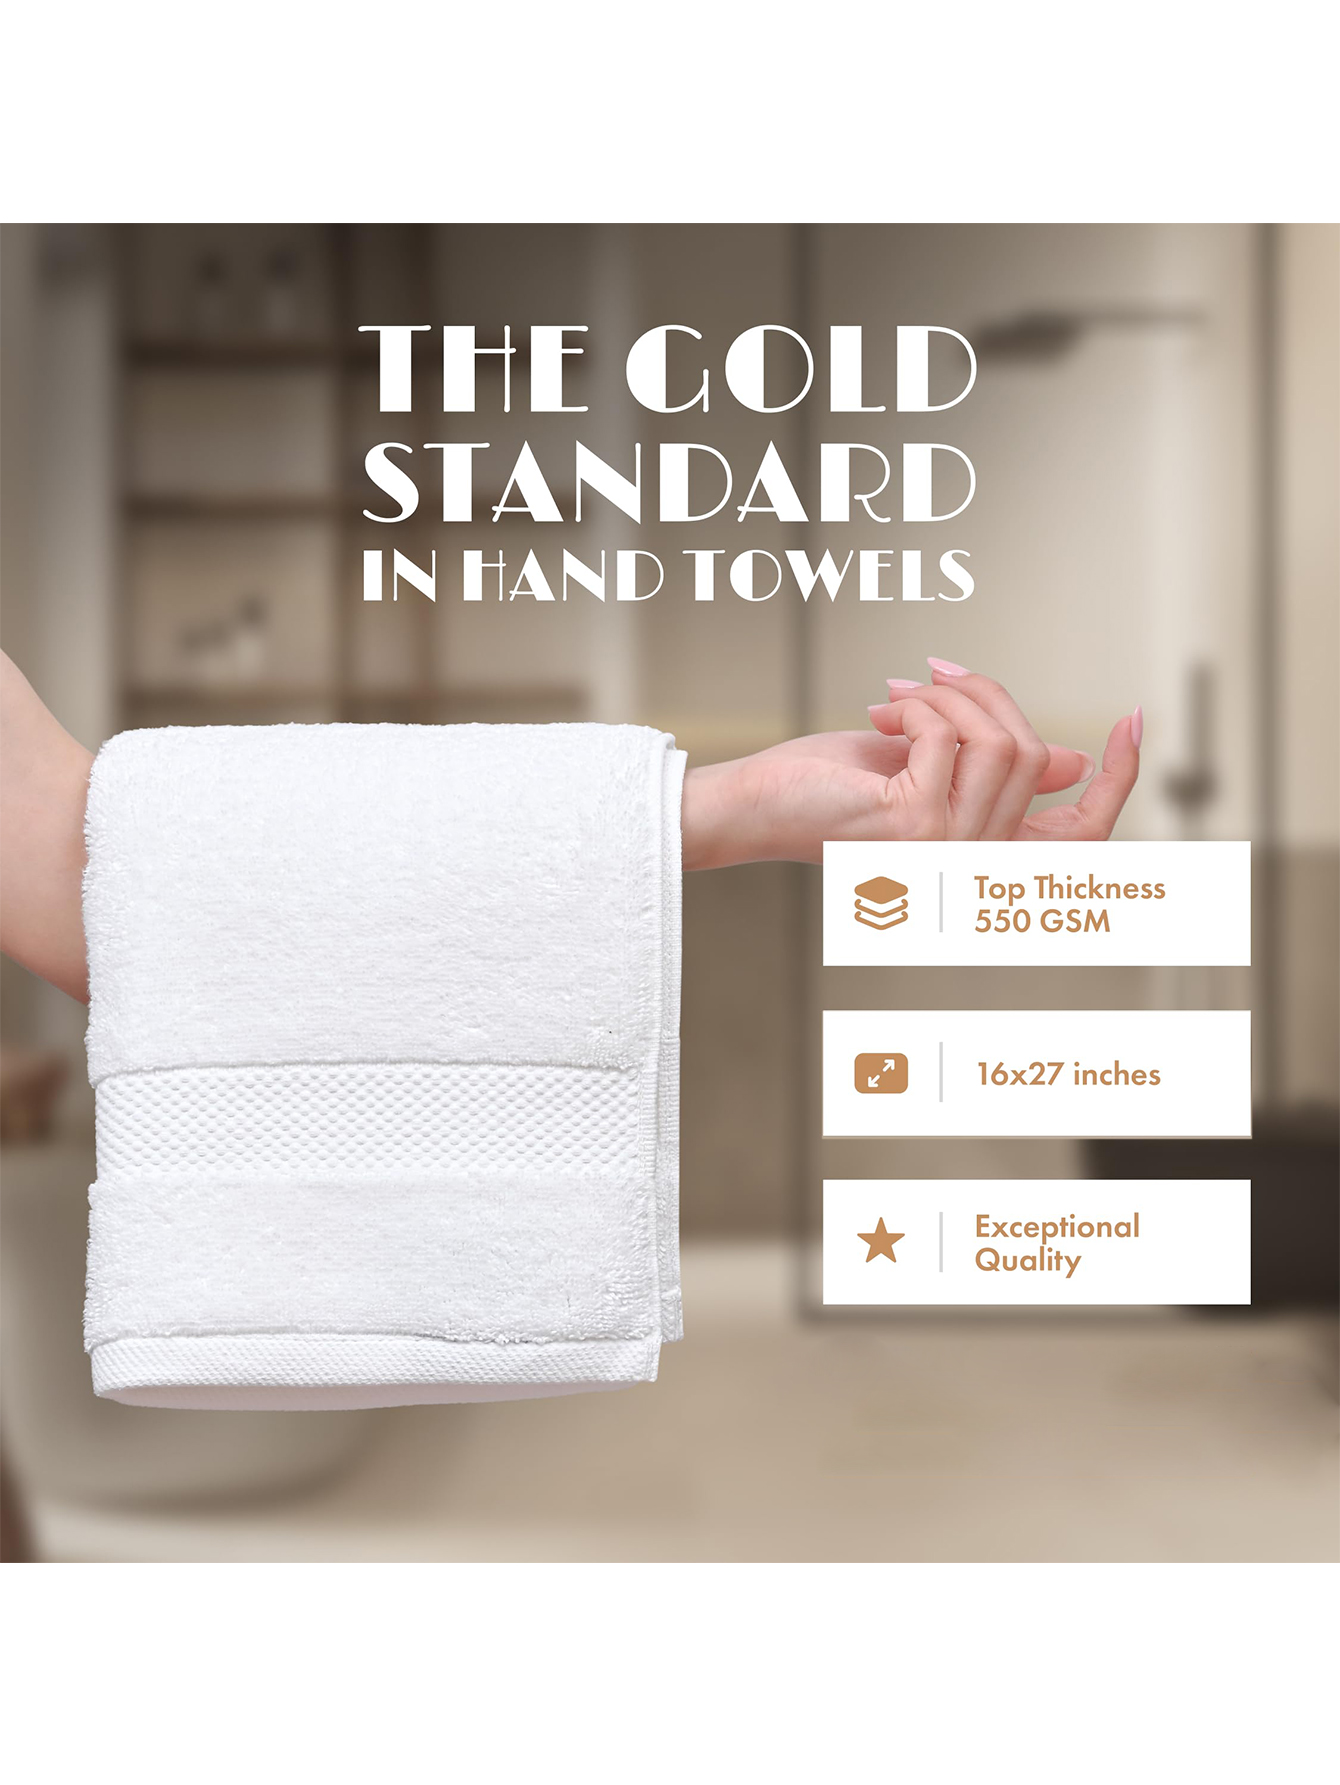 THE GOLD
STANDARD
IN HAND TOWELS
Top Thickness
550 GSM
16x27 inches
Exceptional
Quality